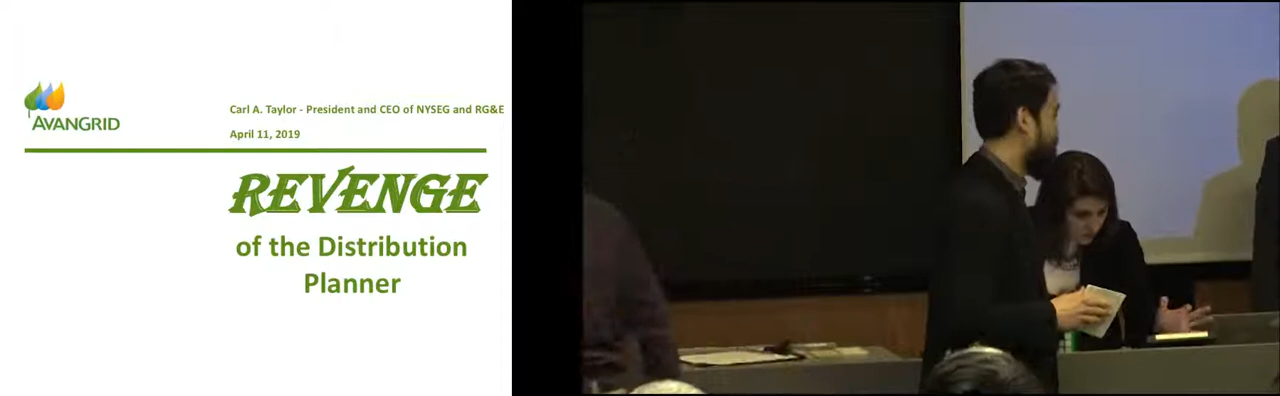 AVANGRID
Carl A. Taylor - President and CEO of NYSEG and RG&E
April 11, 2019
REVENGE
of the Distribution
Planner